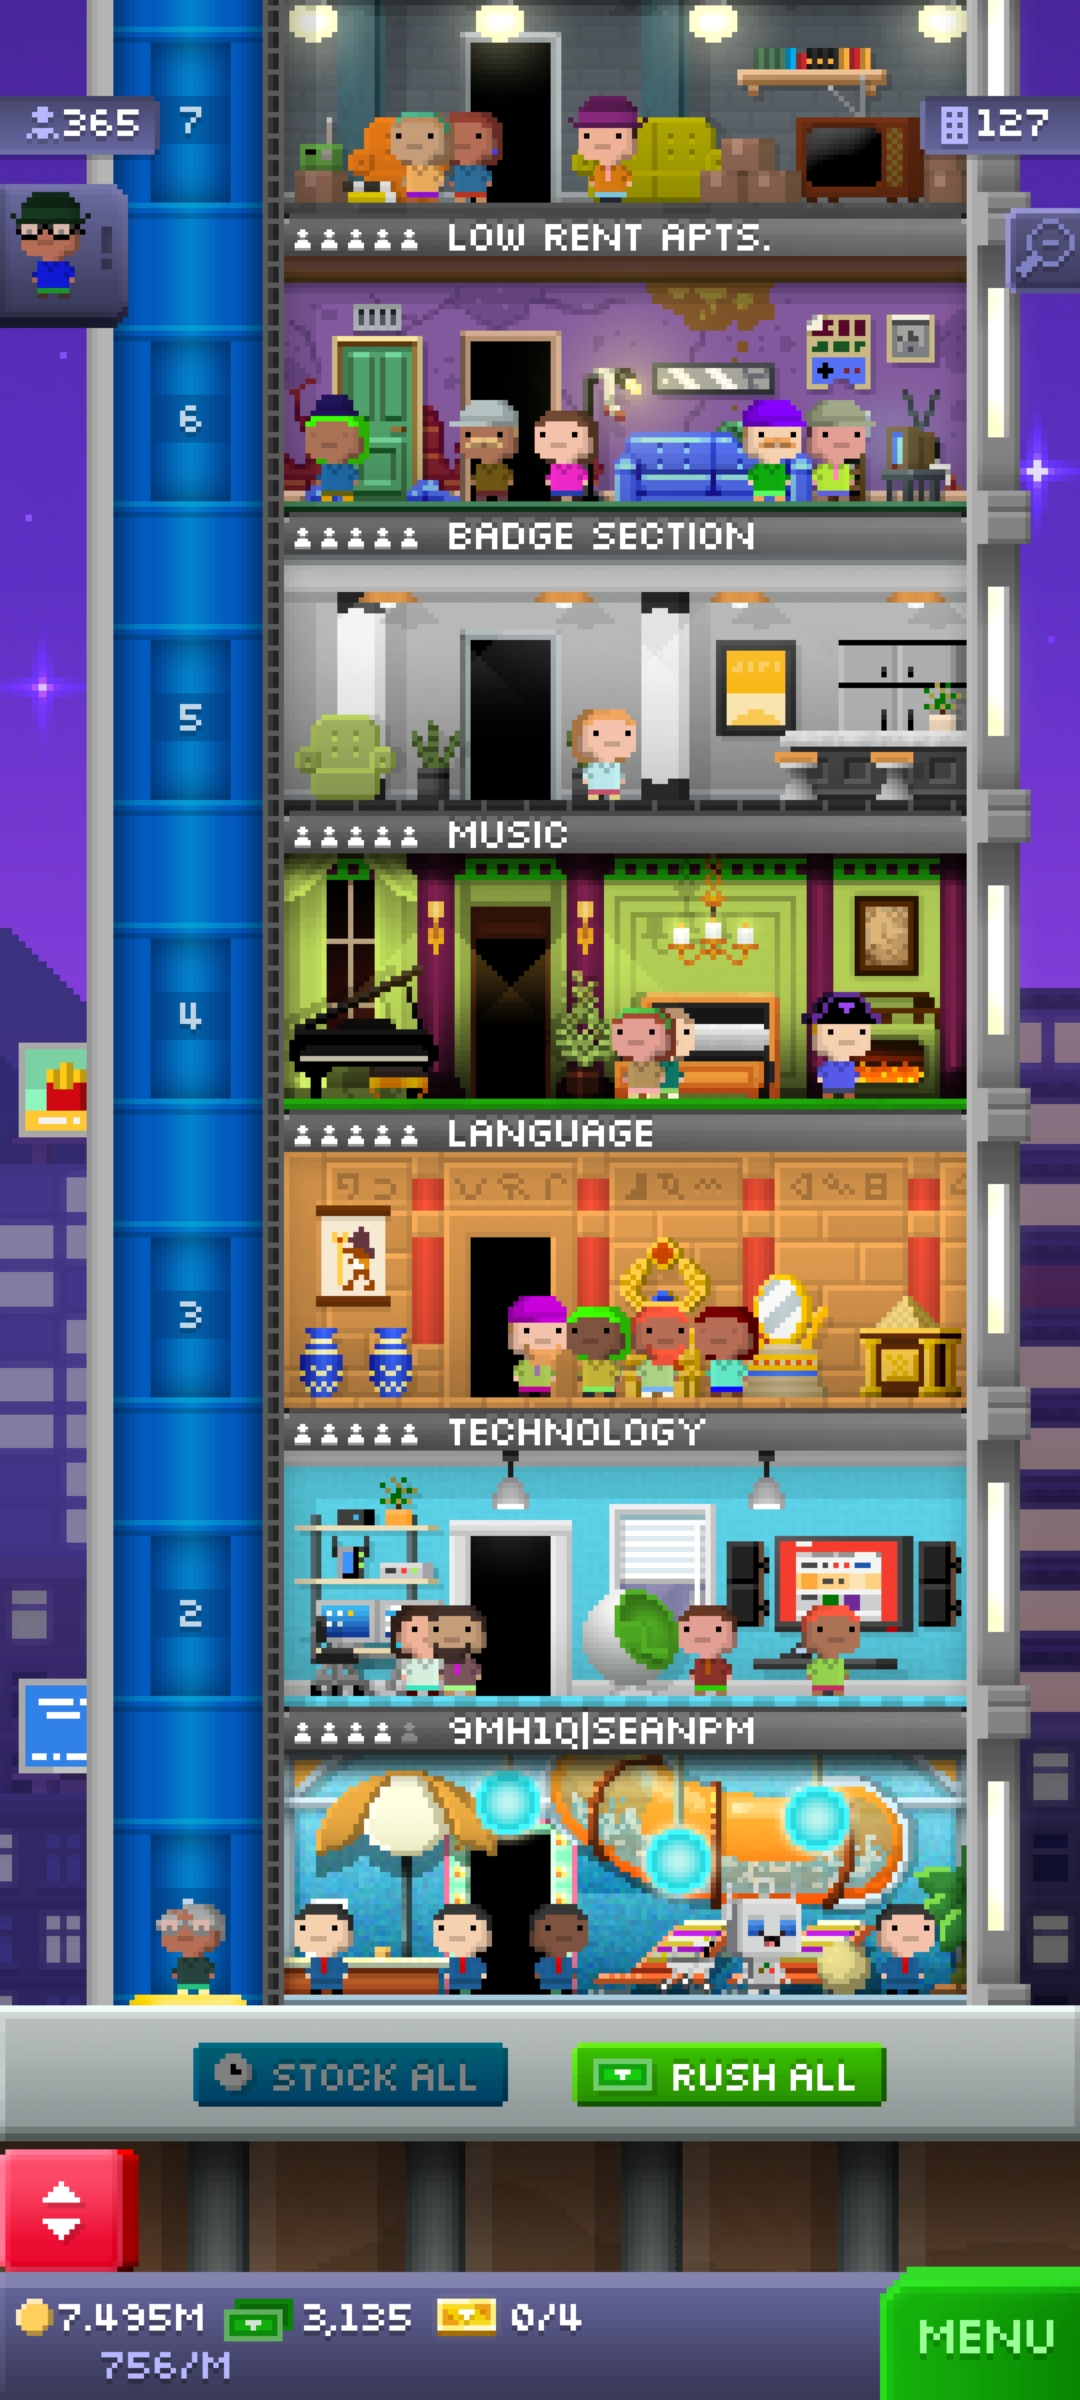 365
7
127
LOW RENT APTS.
6
BADGE SECTION
5
MUSIC
4
LANGUAGE
3
TECHNOLOGY
2
9MH1Q|SEANPM
STOCK ALL
RUSH ALL
7.495M
3,135
0/4
756/M
MENU